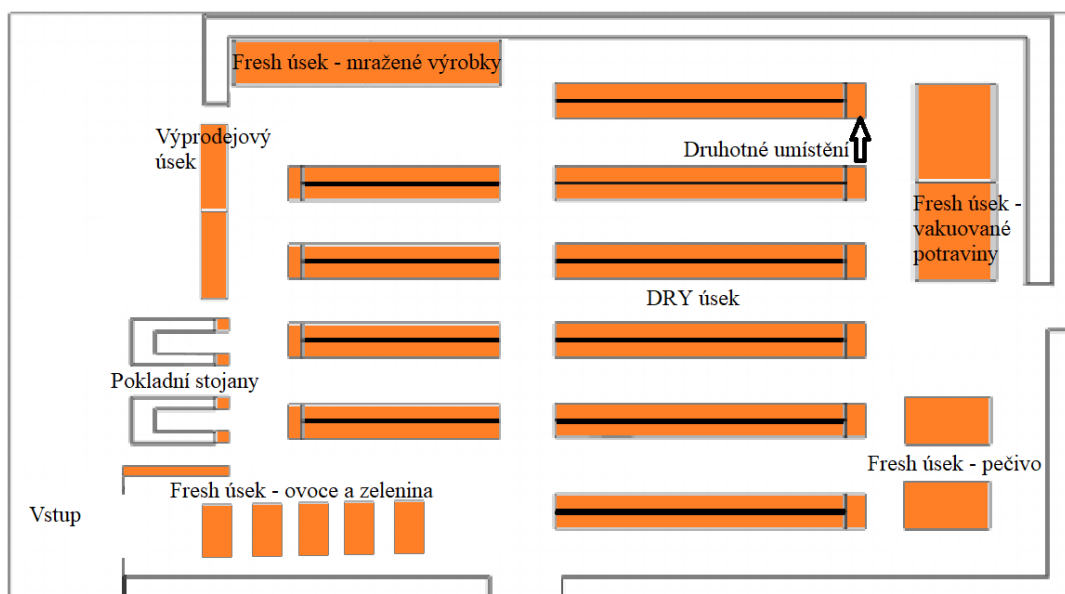 Fresh úsek - mražené výrobky
Výprodejový
úsek
Druhotné umístění
Fresh úsek -
vakuované
potraviny
DRY úsek
Pokladní stojany
Fresh úsek - pečivo
Fresh úsek - ovoce a zelenina
Vstup